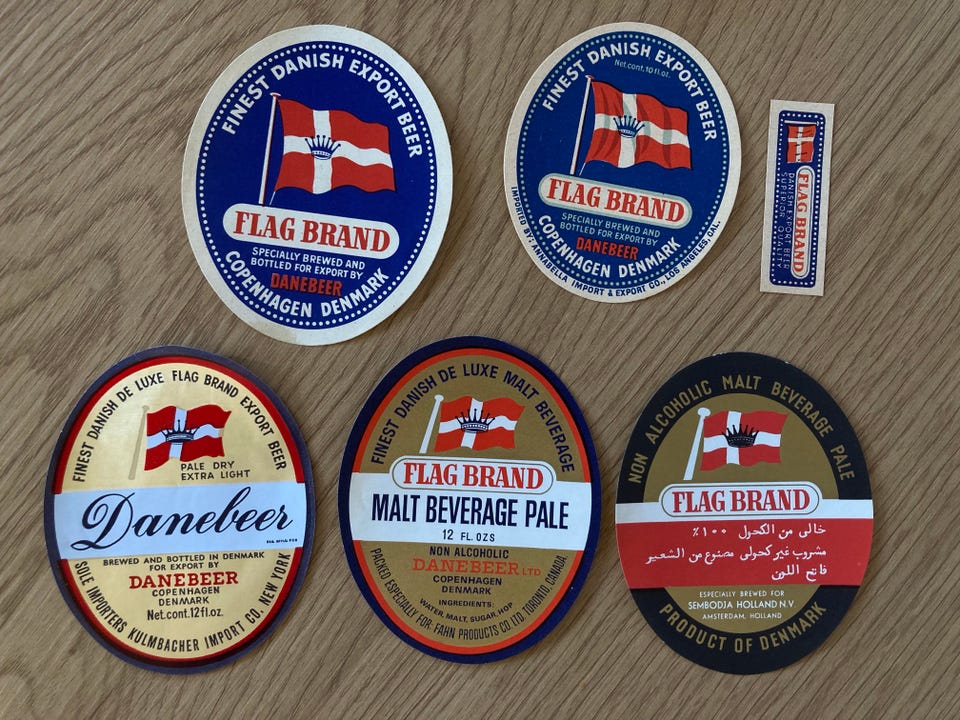 FINEST DANISH EXPORT BEER
FLAG BRAND
SPECIALLY BREWED AND
BOTTLED FOR EXPORT BY
DANEBEER
COPENHAGEN DENMARK
FINEST DANISH EXPORT BEER
Net.cont.10fl.oz.
FLAG BRAND
SPECIALLY BREWED AND
BOTTLED FOR EXPORT BY
DANEBEER
COPENHAGEN DENMARK
IMPORTED BY: ANNABELLA IMPORT & EXPORT CO., LOS ANGELES, CAL.
FLAG BRAND
DANISH EXPORT BEER
SUPERIOR QUALITY
FINEST DANISH DE LUXE FLAG BRAND EXPORT BEER
PALE DRY
EXTRA LIGHT
Danebeer
BREWED AND BOTTLED IN DENMARK
FOR EXPORT BY
DANEBEER
COPENHAGEN
DENMARK
Net.cont.12fl.oz.
SOLE IMPORTERS KULMBACHER IMPORT CO. NEW YORK
FINEST DANISH DE LUXE MALT BEVERAGE
FLAG BRAND
MALT BEVERAGE PALE
12 FL. OZS
NON ALCOHOLIC
DANEBEER LTD
COPENHAGEN
DENMARK
INGREDIENTS:
WATER, MALT, SUGAR, HOP
PACKED ESPECIALLY FOR: FAHN PRODUCTS CO LTD. TORONTO, CANADA
NON ALCOHOLIC MALT BEVERAGE PALE
FLAG BRAND
خالى من الكحول ١٠٠٪
مشروب غير كحولى مصنوع من الشعير
فاتح اللون
ESPECIALLY BREWED FOR
SEMBODJA HOLLAND N.V.
AMSTERDAM, HOLLAND
PRODUCT OF DENMARK